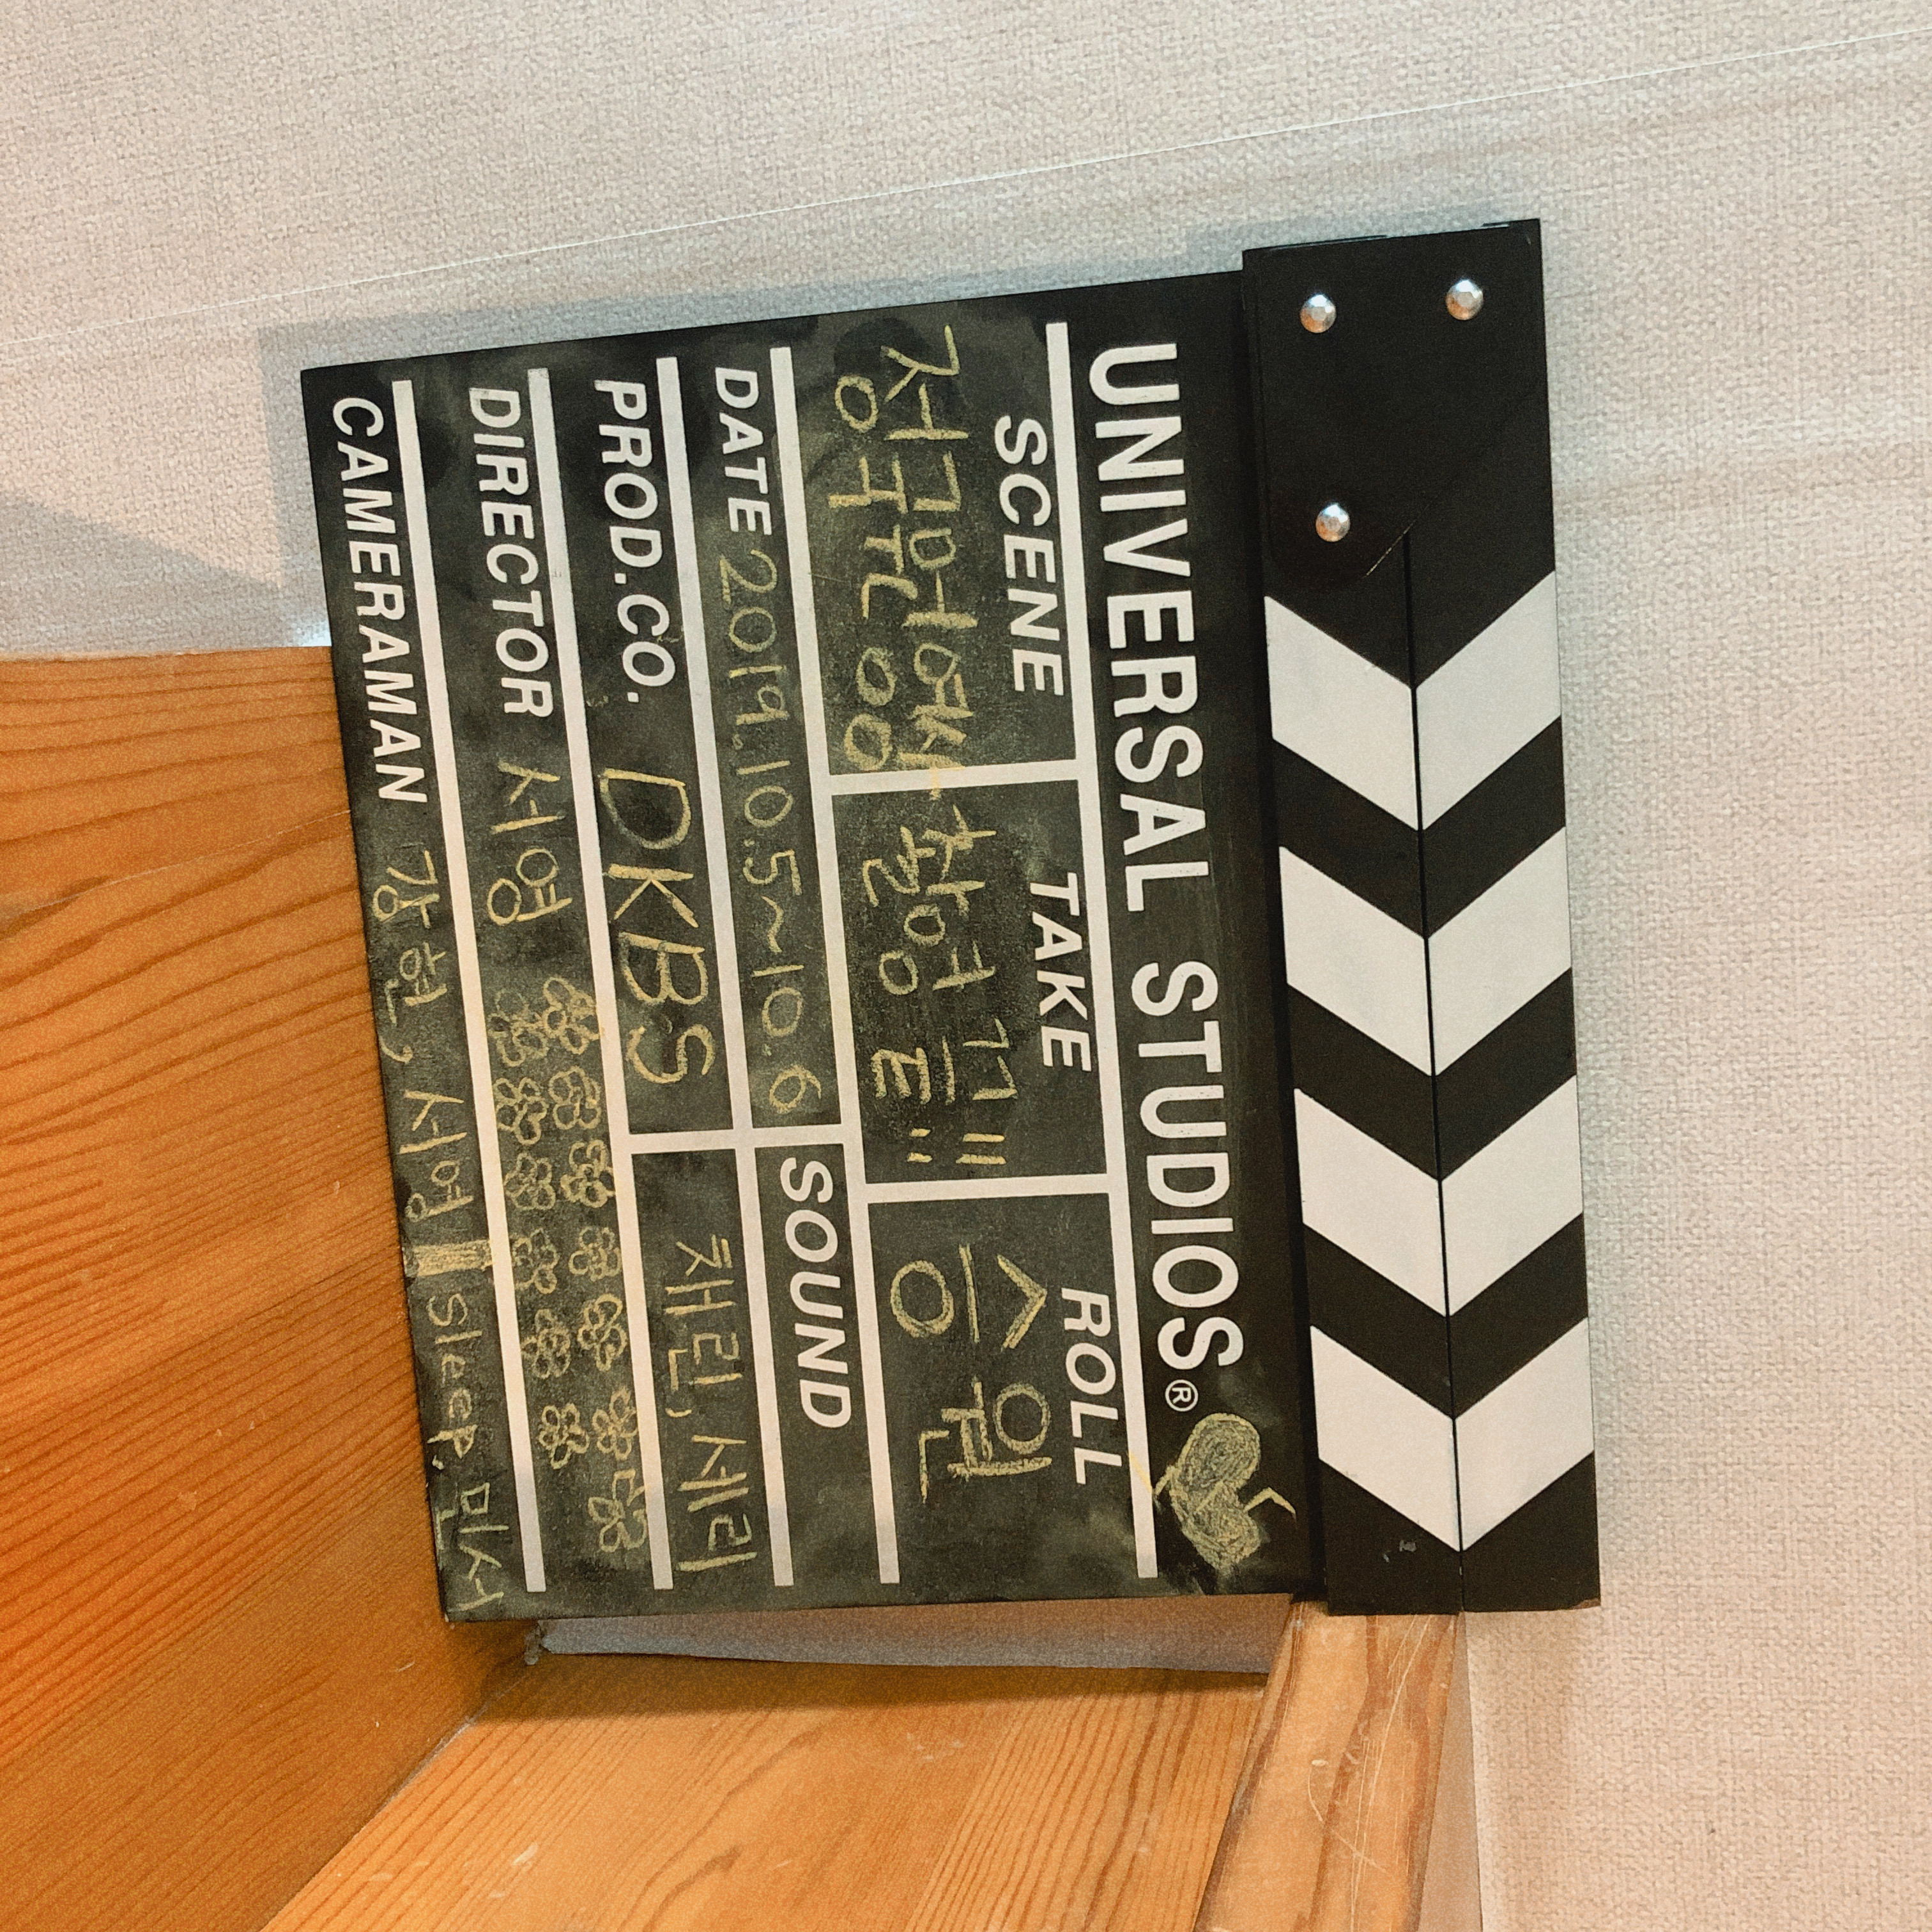 UNIVERSAL STUDIOS®
SCENE TAKE ROLL
정국원영상 촬영 끝!! 승원
DATE 2019.10.5~10.6 SOUND
PROD.CO. DKBS 채린, 세리
DIRECTOR 서영
CAMERAMAN 강현, 서영 sleep. 민서